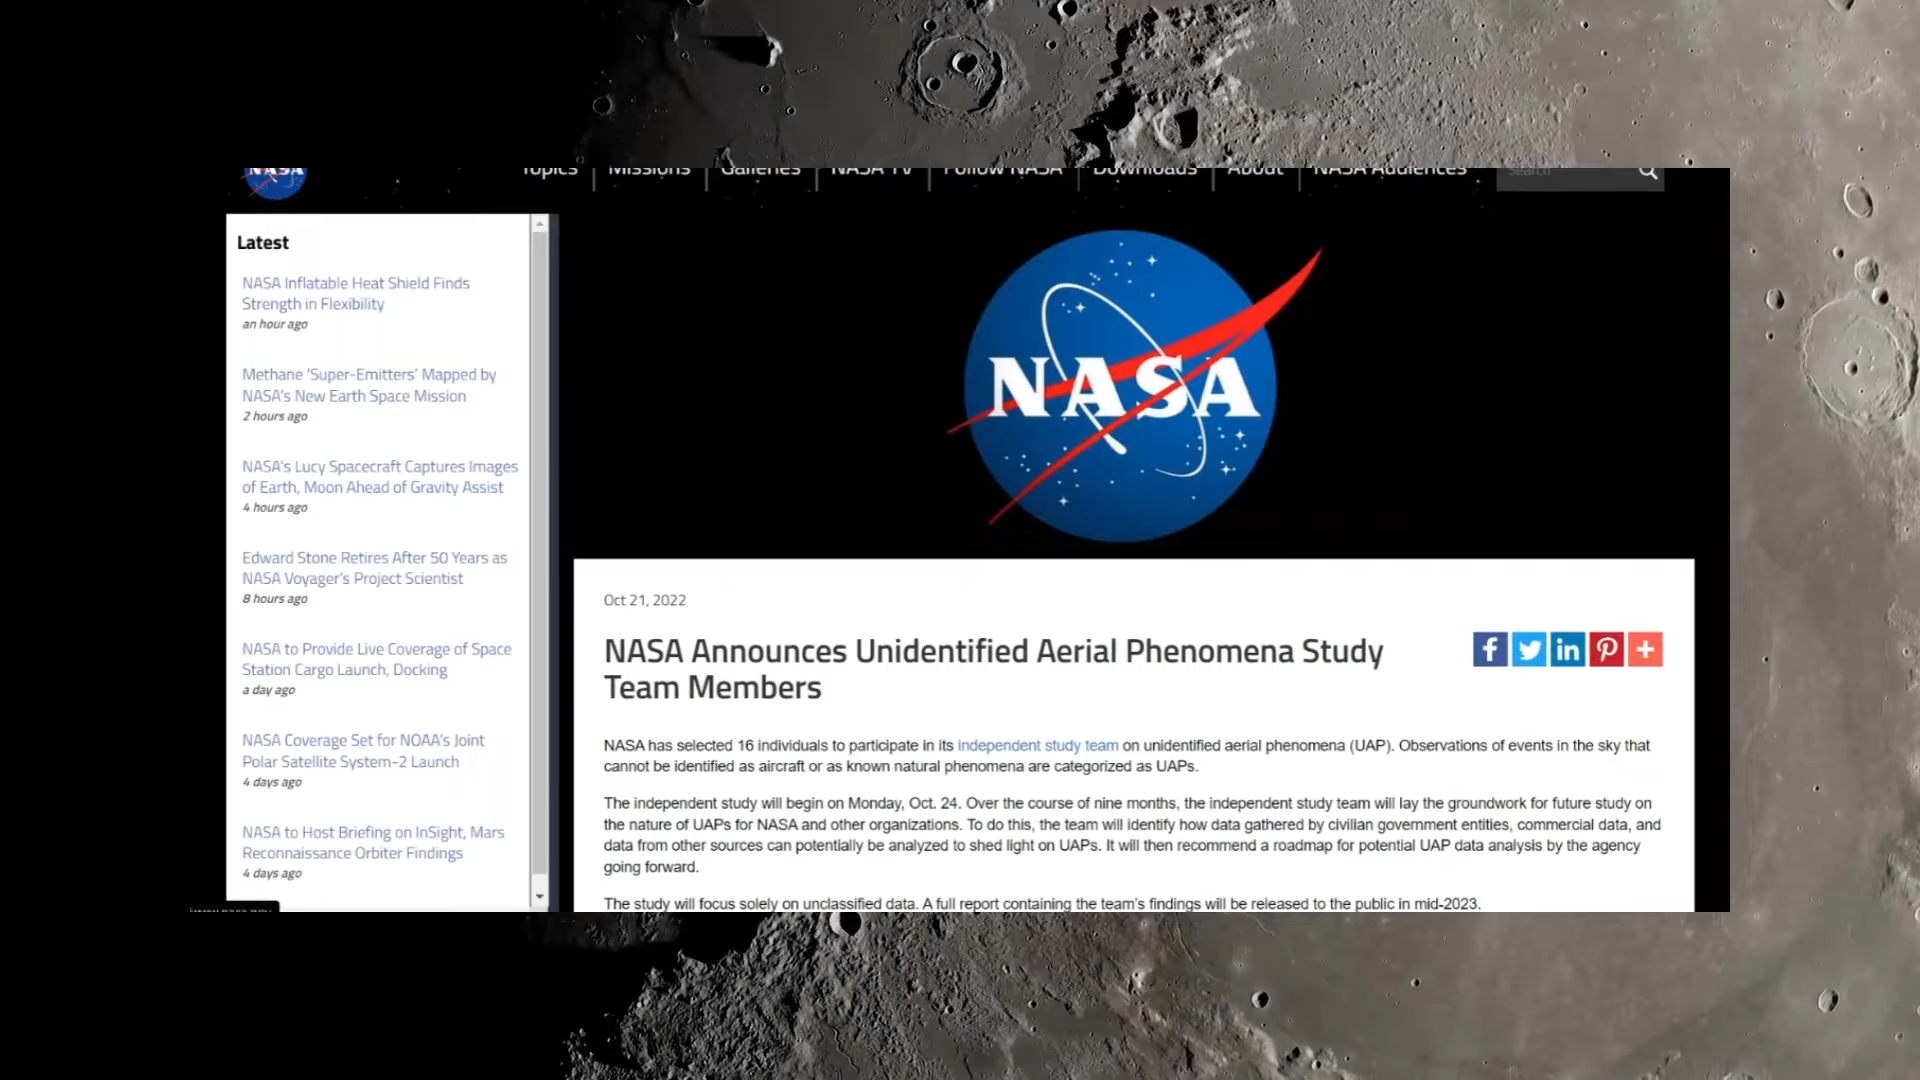 NASA
Topics
Missions
Galleries
NASA TV
Follow NASA
Downloads
About
NASA Audiences
Search
Latest
NASA Inflatable Heat Shield Finds
Strength in Flexibility
an hour ago
Methane ‘Super-Emitters’ Mapped by
NASA's New Earth Space Mission
2 hours ago
NASA's Lucy Spacecraft Captures Images
of Earth, Moon Ahead of Gravity Assist
4 hours ago
Edward Stone Retires After 50 Years as
NASA Voyager's Project Scientist
8 hours ago
NASA to Provide Live Coverage of Space
Station Cargo Launch, Docking
a day ago
NASA Coverage Set for NOAA's Joint
Polar Satellite System-2 Launch
4 days ago
NASA to Host Briefing on InSight, Mars
Reconnaissance Orbiter Findings
4 days ago
NASA
Oct 21, 2022
NASA Announces Unidentified Aerial Phenomena Study
Team Members
NASA has selected 16 individuals to participate in its independent study team on unidentified aerial phenomena (UAP). Observations of events in the sky that
cannot be identified as aircraft or as known natural phenomena are categorized as UAPs.
The independent study will begin on Monday, Oct. 24. Over the course of nine months, the independent study team will lay the groundwork for future study on
the nature of UAPs for NASA and other organizations. To do this, the team will identify how data gathered by civilian government entities, commercial data, and
data from other sources can potentially be analyzed to shed light on UAPs. It will then recommend a roadmap for potential UAP data analysis by the agency
going forward.
The study will focus solely on unclassified data. A full report containing the team's findings will be released to the public in mid-2023.